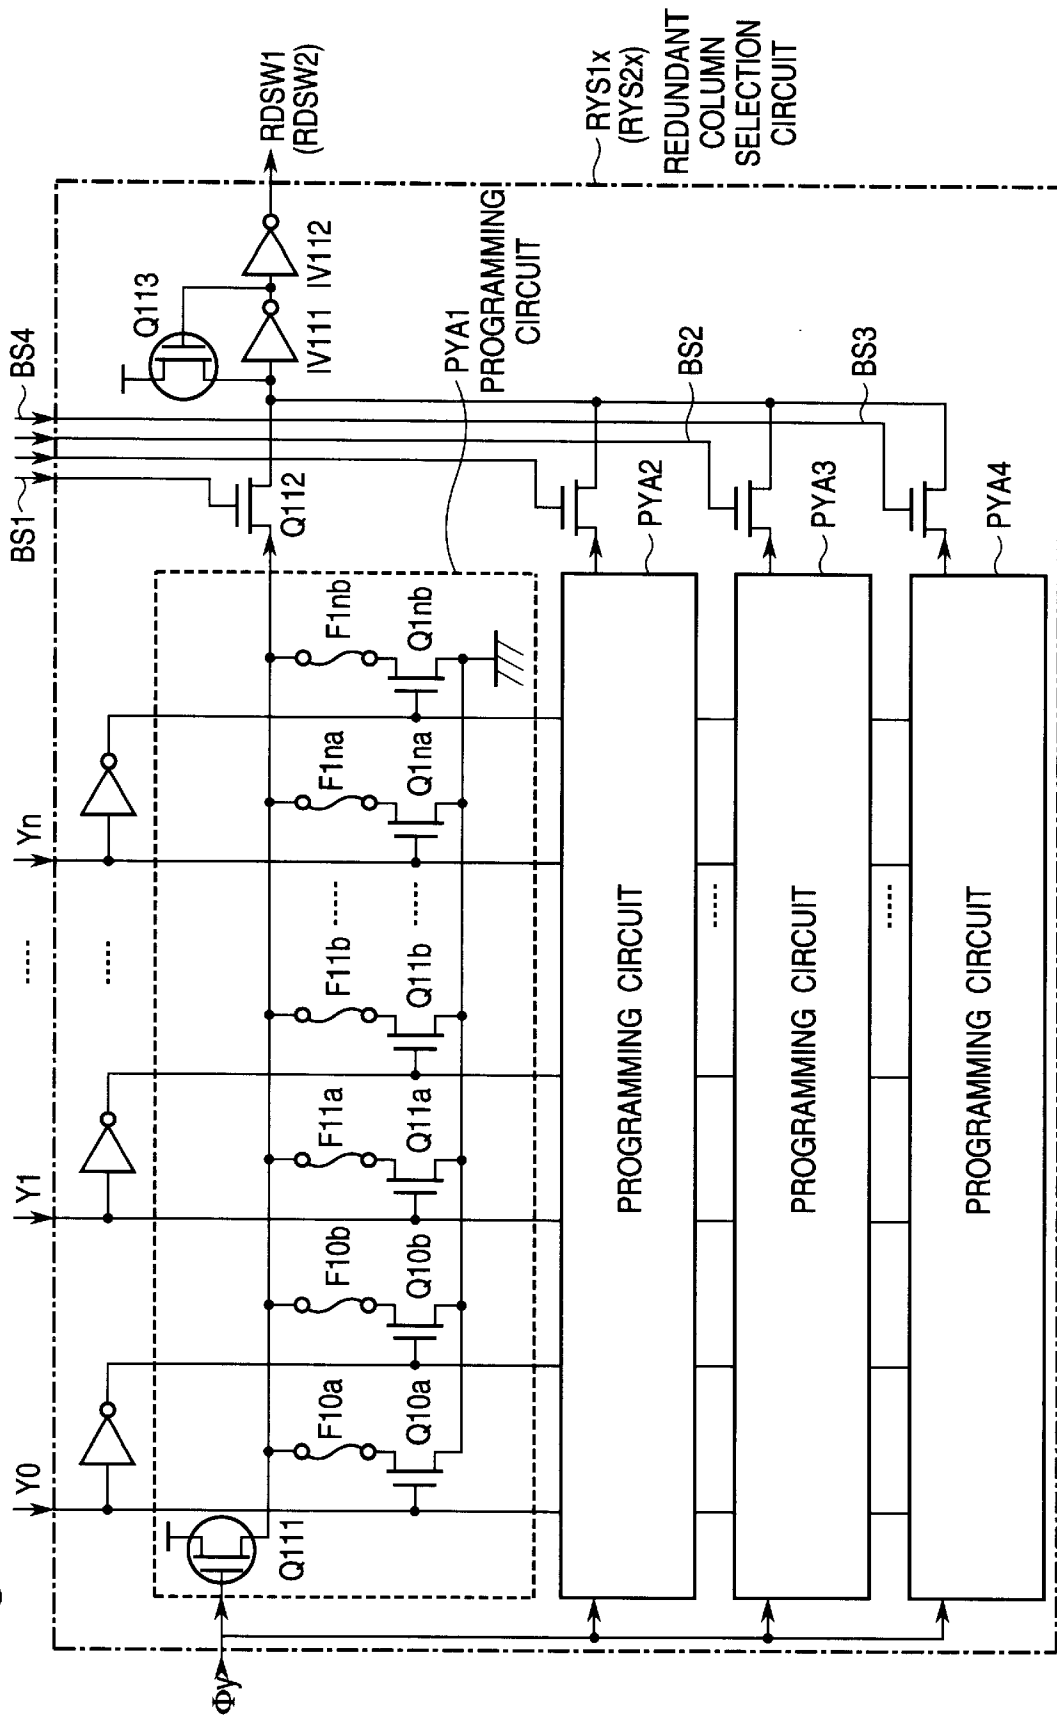 Φy
Y0
Y1
Yn
BS1
BS4
Q111
F10a
Q10a
F10b
Q10b
F11a
Q11a
F11b
Q11b
F1na
Q1na
F1nb
Q1nb
Q112
Q113
IV111
IV112
RDSW1
(RDSW2)
PYA1
PROGRAMMING
CIRCUIT
RYS1x
(RYS2x)
REDUNDANT
COLUMN
SELECTION
CIRCUIT
BS2
BS3
PROGRAMMING CIRCUIT
PYA2
PROGRAMMING CIRCUIT
PYA3
PROGRAMMING CIRCUIT
PYA4